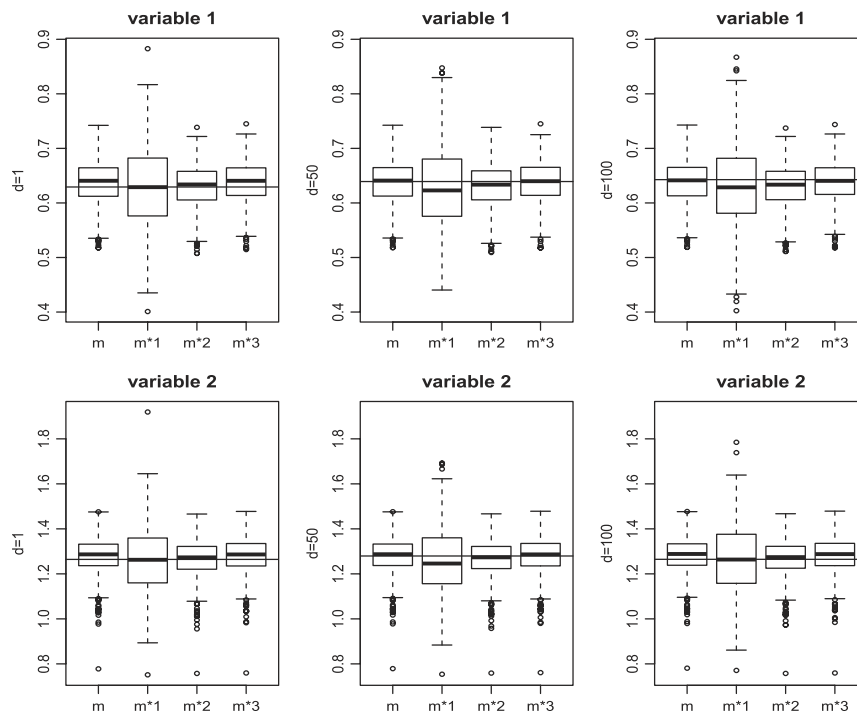 variable 1
d=1
0.4 0.5 0.6 0.7 0.8 0.9
m m*1 m*2 m*3
variable 1
d=50
0.4 0.5 0.6 0.7 0.8 0.9
m m*1 m*2 m*3
variable 1
d=100
0.4 0.5 0.6 0.7 0.8 0.9
m m*1 m*2 m*3
variable 2
d=1
0.8 1.0 1.2 1.4 1.6 1.8
m m*1 m*2 m*3
variable 2
d=50
0.8 1.0 1.2 1.4 1.6 1.8
m m*1 m*2 m*3
variable 2
d=100
0.8 1.0 1.2 1.4 1.6 1.8
m m*1 m*2 m*3